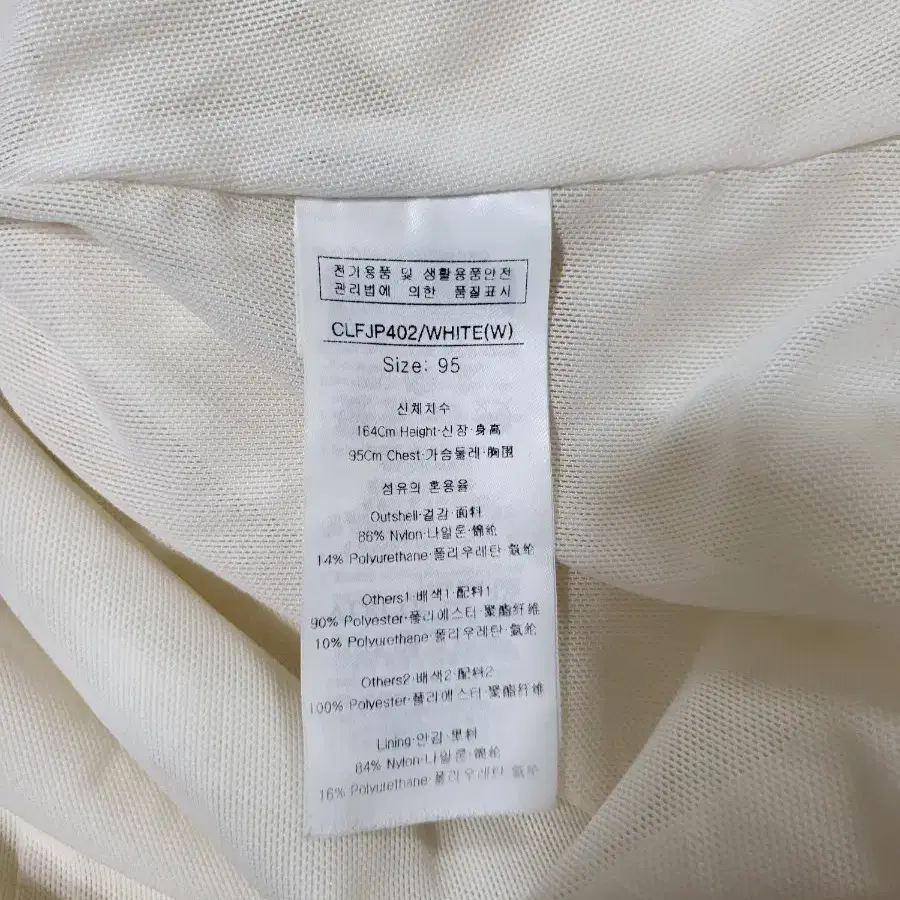 전기용품 및 생활용품안전
관리법에 의한 품질표시
CLFJP402/WHITE(W)
Size: 95
신체치수
164Cm Height·신장·身高
95Cm Chest·가슴둘레·胸围
섬유의 혼용율
Outshell·겉감·面料
86% Nylon·나일론·锦纶
14% Polyurethane·폴리우레탄·氨纶
Others1·배색1·配料1
90% Polyester·폴리에스터·聚酯纤维
10% Polyurethane·폴리우레탄·氨纶
Others2·배색2·配料2
100% Polyester·폴리에스터·聚酯纤维
Lining·안감·里料
84% Nylon·나일론·锦纶
16% Polyurethane·폴리우레탄·氨纶